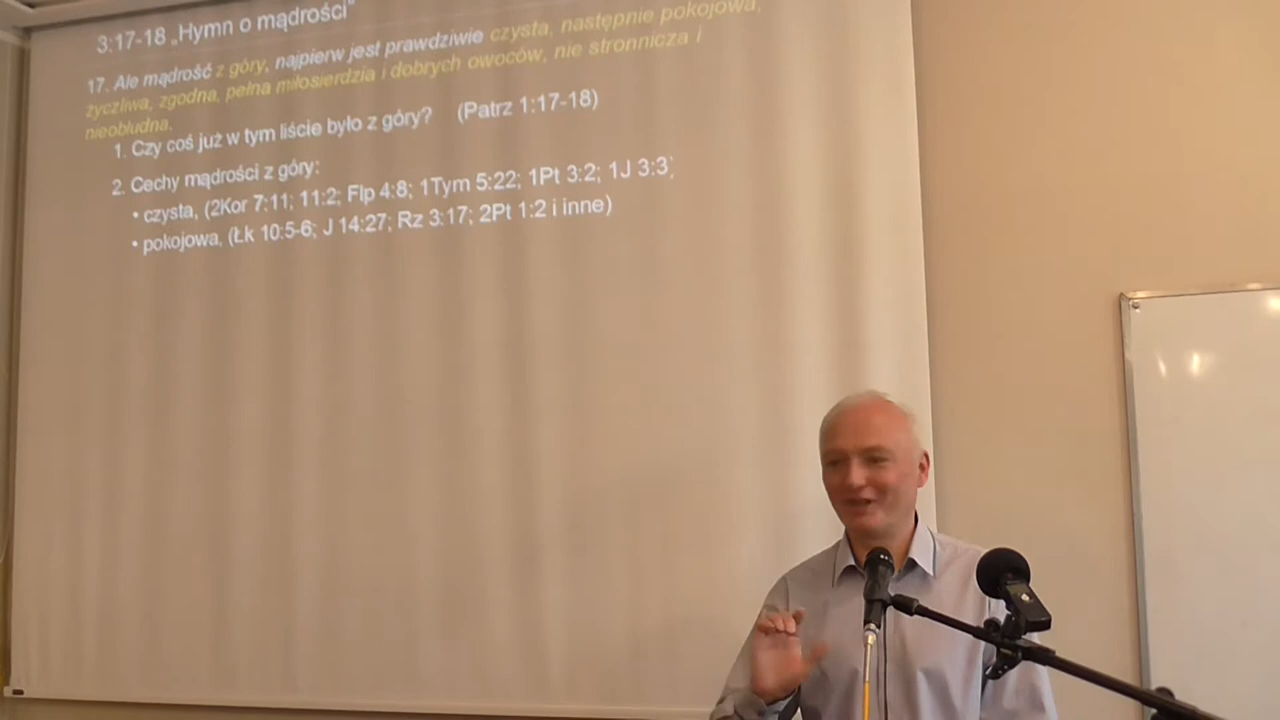 3:17-18 „Hymn o mądrości”
17. Ale mądrość z góry, najpierw jest prawdziwie czysta, następnie pokojowa,
życzliwa, zgodna, pełna miłosierdzia i dobrych owoców, nie stronnicza i
nieobłudna.
1. Czy coś już w tym liście było z góry? (Patrz 1:17-18)
2. Cechy mądrości z góry:
• czysta, (2Kor 7:11; 11:2; Flp 4:8; 1Tym 5:22; 1Pt 3:2; 1J 3:3;
• pokojowa, (Łk 10:5-6; J 14:27; Rz 3:17; 2Pt 1:2 i inne)